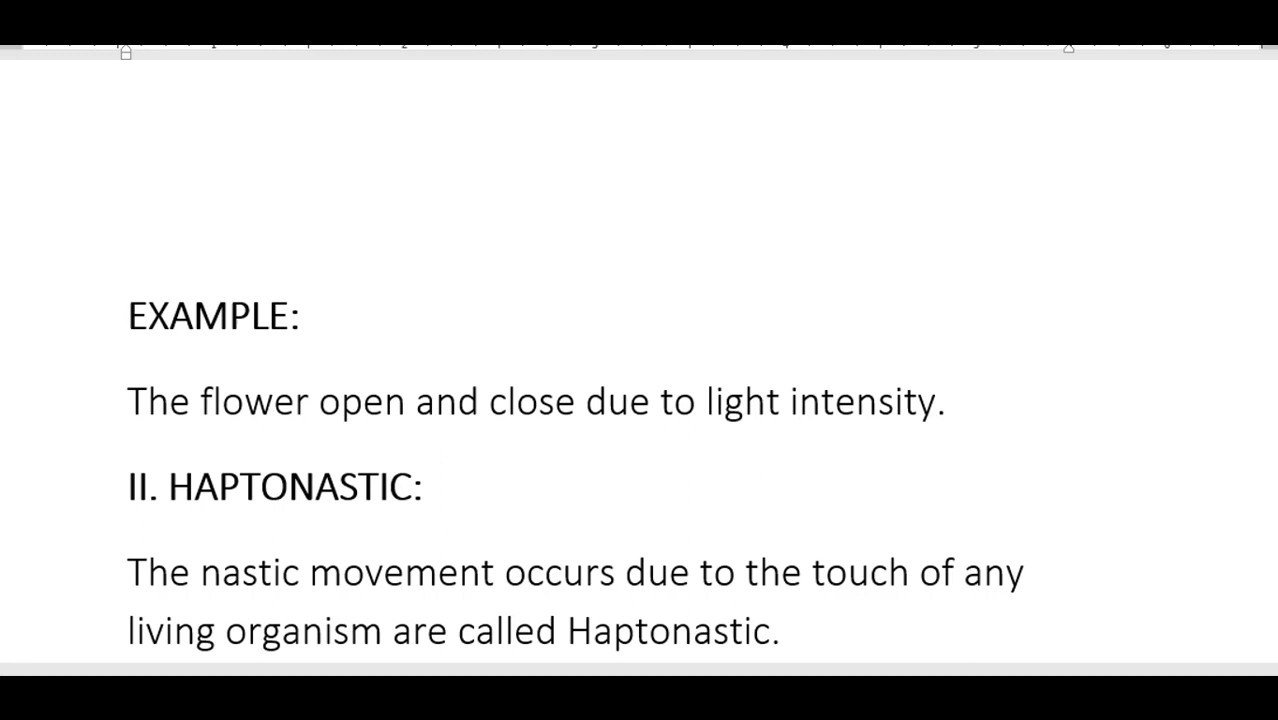 EXAMPLE:
The flower open and close due to light intensity.
II. HAPTONASTIC:
The nastic movement occurs due to the touch of any
living organism are called Haptonastic.